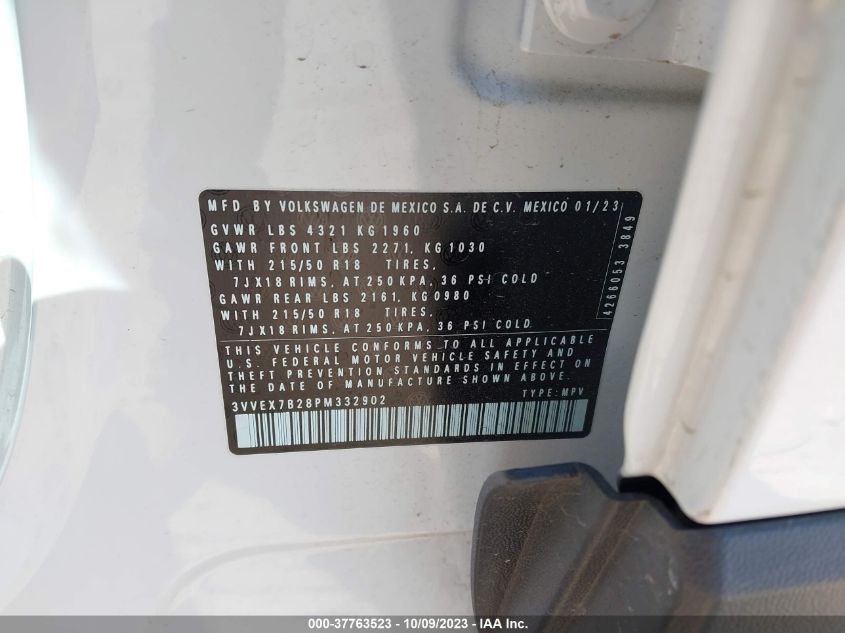 MFD BY VOLKSWAGEN DE MEXICO S.A. DE C.V. MEXICO 01/23
GVWR LBS 4321 KG 1960
GAWR FRONT LBS 2271, KG 1030
WITH 215/50 R18 TIRES,
7JX18 RIMS, AT 250 KPA, 36 PSI COLD
GAWR REAR LBS 2161, KG 0980
WITH 215/50 R18 TIRES,
7JX18 RIMS, AT 250 KPA, 36 PSI COLD.
THIS VEHICLE CONFORMS TO ALL APPLICABLE
U.S. FEDERAL MOTOR VEHICLE SAFETY AND
THEFT PREVENTION STANDARDS IN EFFECT ON
THE DATE OF MANUFACTURE SHOWN ABOVE.
3VVEX7B28PM332902 TYPE: MPV
4266053 3849
000-37763523 - 10/09/2023 - IAA Inc.